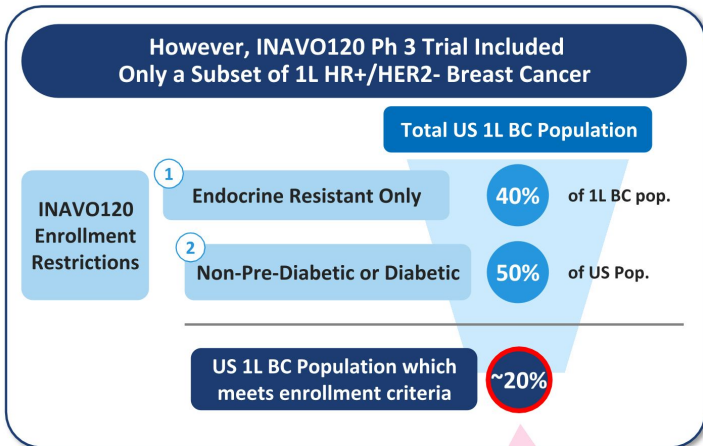 However, INAVO120 Ph 3 Trial Included
Only a Subset of 1L HR+/HER2- Breast Cancer
Total US 1L BC Population
INAVO120
Enrollment
Restrictions
1
Endocrine Resistant Only
40%
of 1L BC pop.
2
Non-Pre-Diabetic or Diabetic
50%
of US Pop.
US 1L BC Population which
meets enrollment criteria
~20%